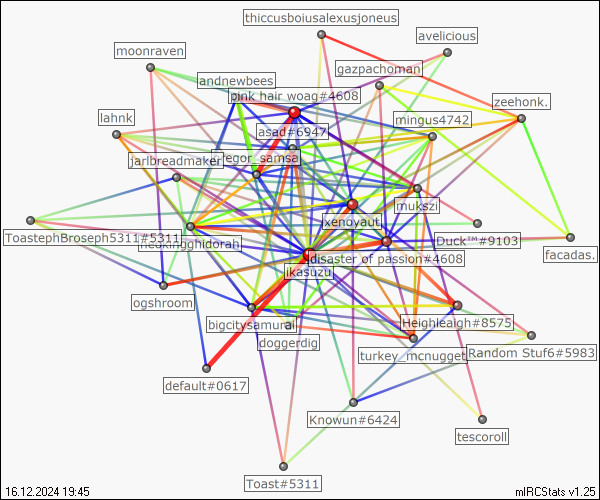 thiccusboiusalexusjoneus
avelicious
moonraven
gazpachoman
andnewbees
pink hair woag#4608
zeehonk.
lahnk
mingus4742
asad#6947
jarlbreadmaker
mukszi
xenoyaut
ToastephBroseph5311#5311
Duck™#9103
facadas.
disaster of passion#4608
ikasuzu
ogshroom
bigcitysamurai
Heighleaigh#8575
doggerdig
turkey_mcnugget
Random Stuf6#5983
default#0617
Knowun#6424
tescoroll
Toast#5311
16.12.2024 19:45
mIRCStats v1.25